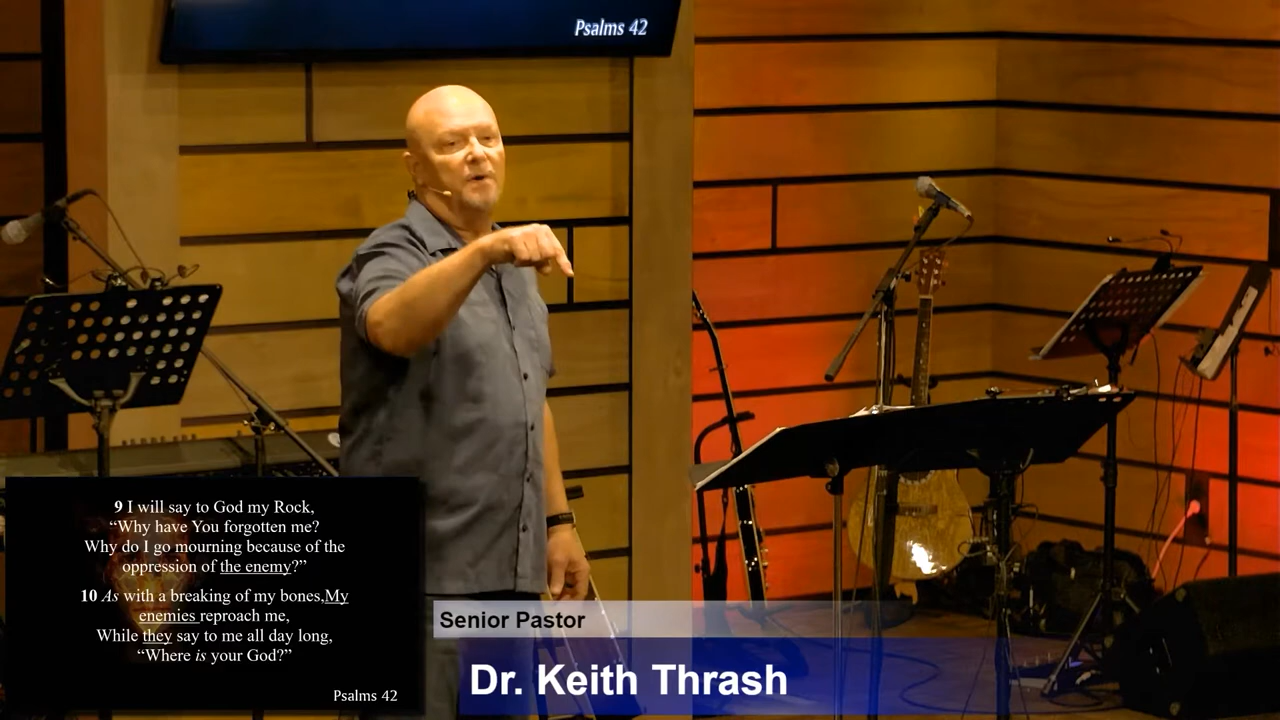 Psalms 42
9 I will say to God my Rock,
“Why have You forgotten me?
Why do I go mourning because of the
oppression of the enemy?”
10 As with a breaking of my bones,My
enemies reproach me,
While they say to me all day long,
“Where is your God?”
Psalms 42
Senior Pastor
Dr. Keith Thrash